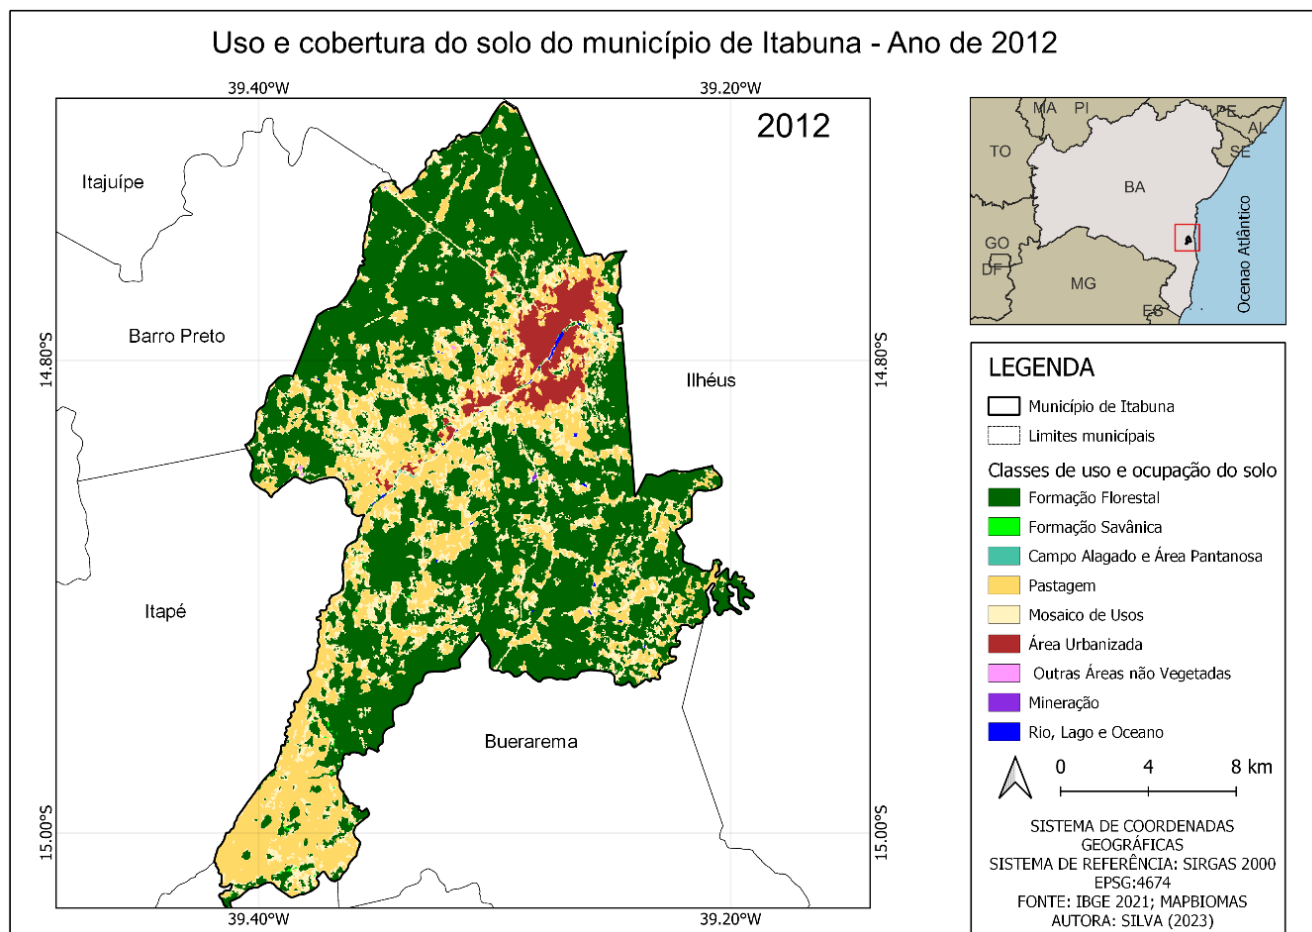 Uso e cobertura do solo do município de Itabuna - Ano de 2012
39.40°W
39.20°W
2012
Itajuípe
Barro Preto
14.80°S
14.80°S
Ilhéus
Itapé
Buerarema
15.00°S
15.00°S
39.40°W
39.20°W
MA
PI
PE
AL
SE
TO
BA
GO
DF
MG
ES
Ocenao Atlântico
LEGENDA
Município de Itabuna
Limites municípais
Classes de uso e ocupação do solo
Formação Florestal
Formação Savânica
Campo Alagado e Área Pantanosa
Pastagem
Mosaico de Usos
Área Urbanizada
Outras Áreas não Vegetadas
Mineração
Rio, Lago e Oceano
0 4 8 km
SISTEMA DE COORDENADAS
GEOGRÁFICAS
SISTEMA DE REFERÊNCIA: SIRGAS 2000
EPSG:4674
FONTE: IBGE 2021; MAPBIOMAS
AUTORA: SILVA (2023)